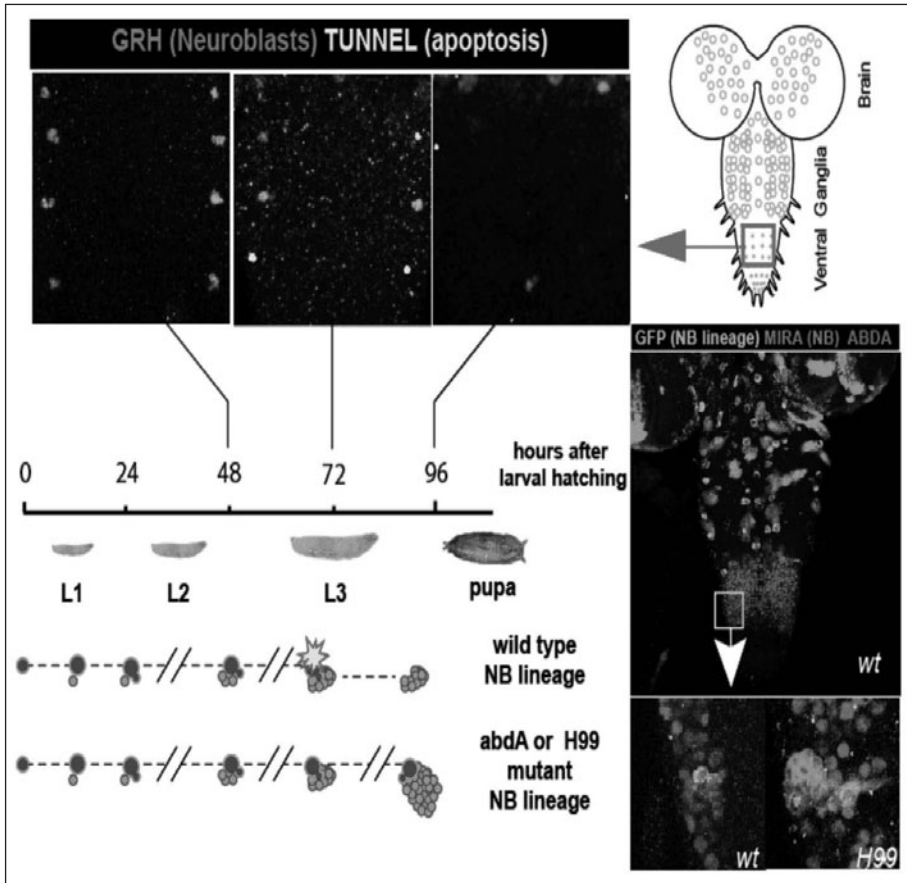 GRH (Neuroblasts) TUNNEL (apoptosis)
Brain
Ventral Ganglia
GFP (NB lineage) MIRA (NB) ABDA
0 24 48 72 96
hours after
larval hatching
L1 L2 L3 pupa
wild type
NB lineage
abdA or H99
mutant
NB lineage
wt
wt
H99